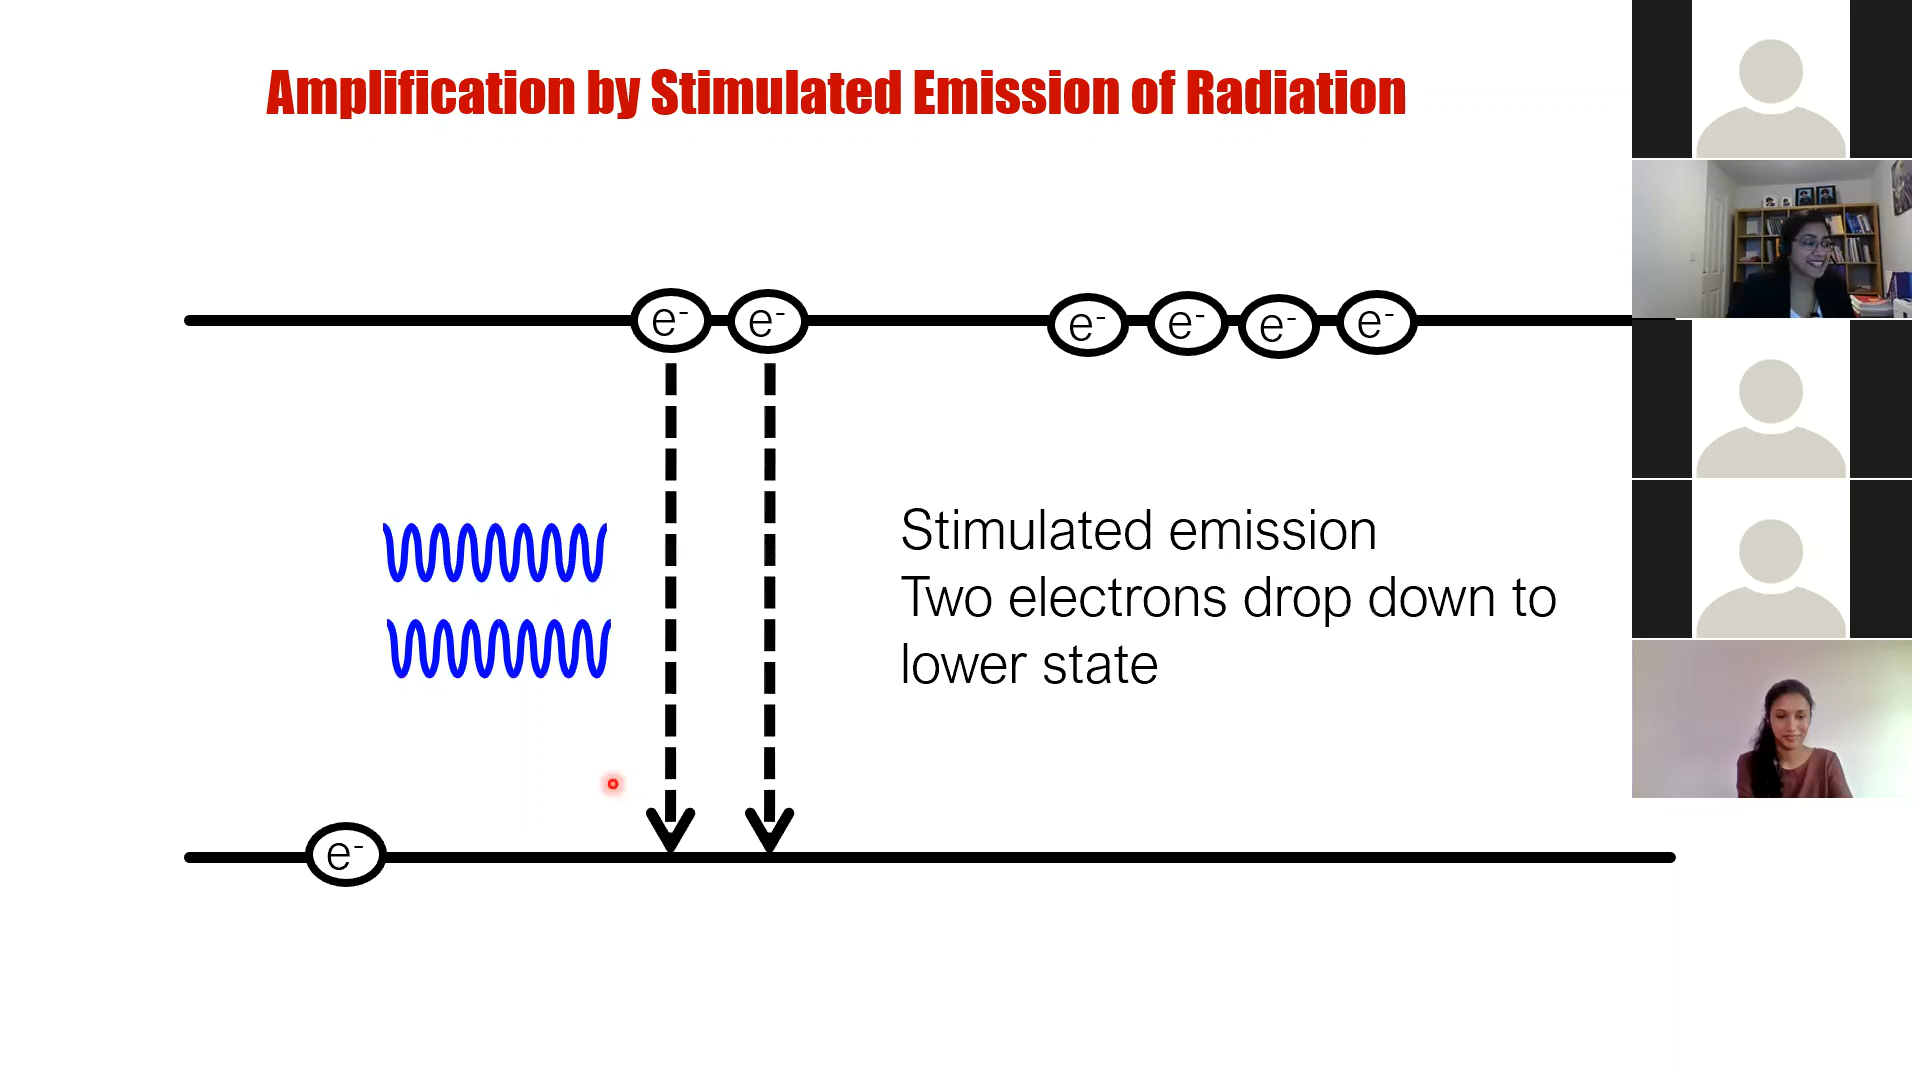 Amplification by Stimulated Emission of Radiation
e- e- e- e- e- e-
Stimulated emission
Two electrons drop down to
lower state
e-